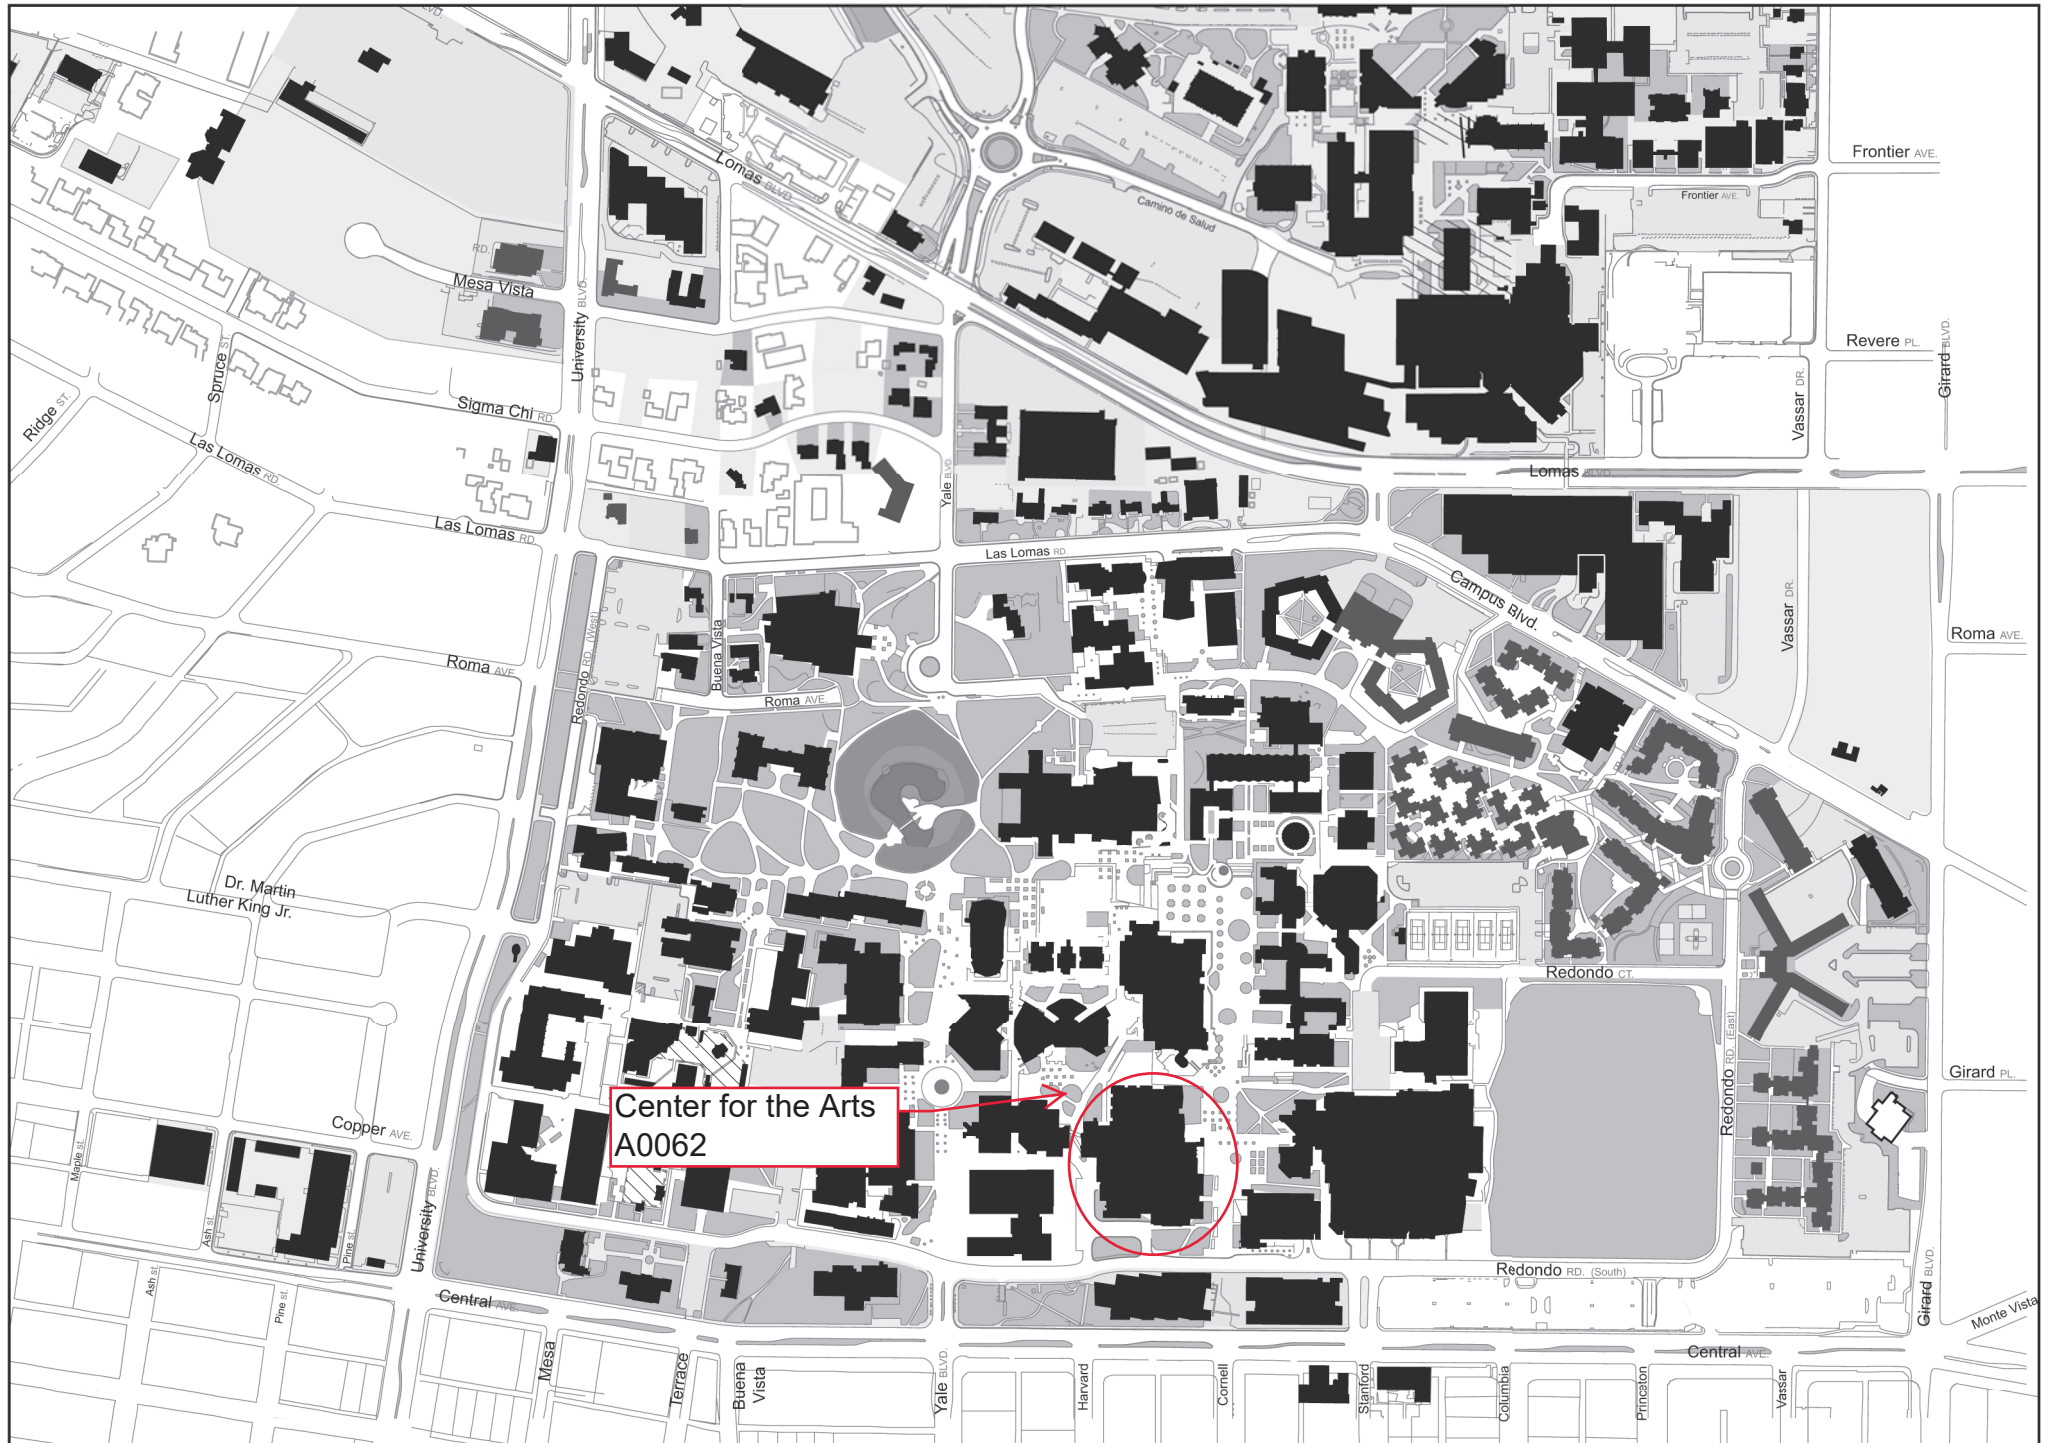 BLVD.
Lomas BLVD.
Camino de Salud
Frontier AVE.
Frontier AVE.
RD.
Mesa Vista
University BLVD.
Spruce ST.
Revere PL.
Girard BLVD.
Ridge ST.
Sigma Chi RD.
Vassar DR.
Las Lomas RD.
Yale BLVD.
Lomas BLVD.
Las Lomas RD.
Las Lomas RD.
Campus Blvd.
Vassar DR.
Redondo RD. (West)
Buena Vista
Roma AVE.
Roma AVE.
Roma AVE.
Dr. Martin
Luther King Jr.
Redondo CT.
Redondo RD. (East)
Girard PL.
Center for the Arts
A0062
Copper AVE.
Maple st.
Ash st.
Pine st.
University BLVD.
Redondo RD. (South)
Girard BLVD.
Ash st.
Pine st.
Central AVE.
Monte Vista
Central AVE.
Mesa
Terrace
Buena
Vista
Yale BLVD.
Harvard
Cornell
Stanford
Columbia
Princeton
Vassar